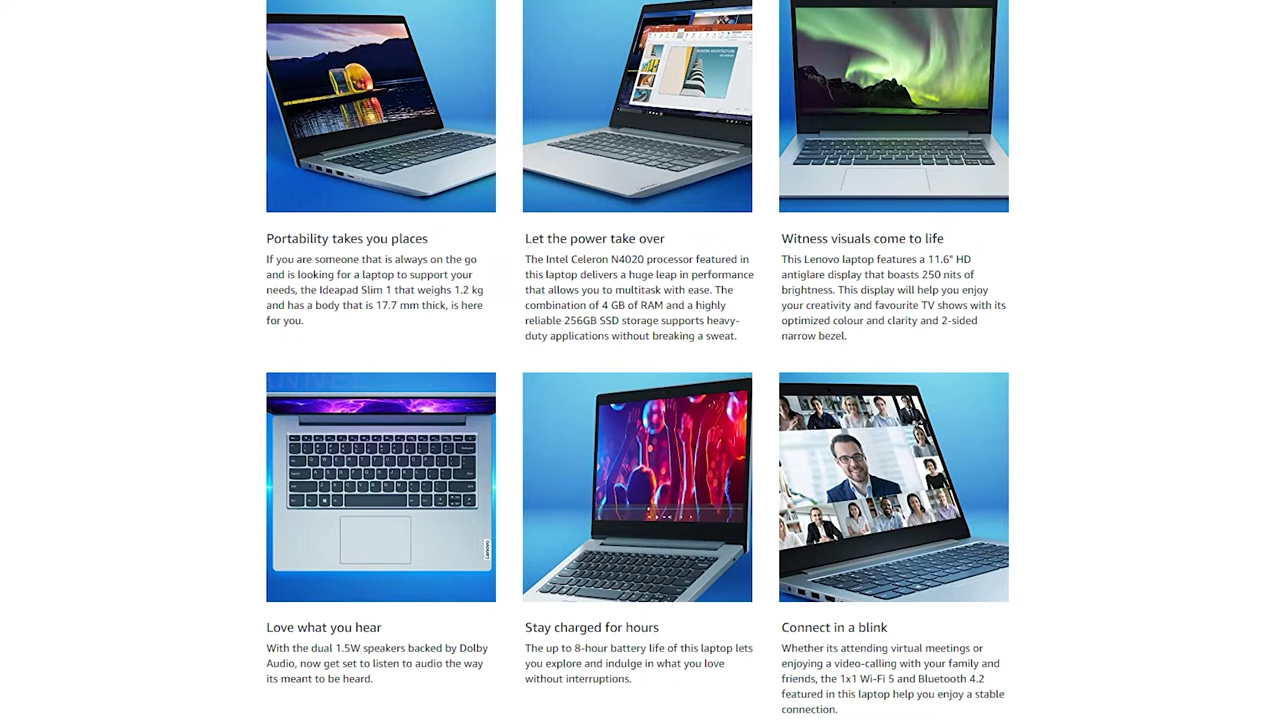 Portability takes you places
If you are someone that is always on the go
and is looking for a laptop to support your
needs, the Ideapad Slim 1 that weighs 1.2 kg
and has a body that is 17.7 mm thick, is here
for you.
Let the power take over
The Intel Celeron N4020 processor featured in
this laptop delivers a huge leap in performance
that allows you to multitask with ease. The
combination of 4 GB of RAM and a highly
reliable 256GB SSD storage supports heavy-
duty applications without breaking a sweat.
Witness visuals come to life
This Lenovo laptop features a 11.6" HD
antiglare display that boasts 250 nits of
brightness. This display will help you enjoy
your creativity and favourite TV shows with its
optimized colour and clarity and 2-sided
narrow bezel.
Lenovo
Love what you hear
With the dual 1.5W speakers backed by Dolby
Audio, now get set to listen to audio the way
its meant to be heard.
Stay charged for hours
The up to 8-hour battery life of this laptop lets
you explore and indulge in what you love
without interruptions.
Connect in a blink
Whether its attending virtual meetings or
enjoying a video-calling with your family and
friends, the 1x1 Wi-Fi 5 and Bluetooth 4.2
featured in this laptop help you enjoy a stable
connection.